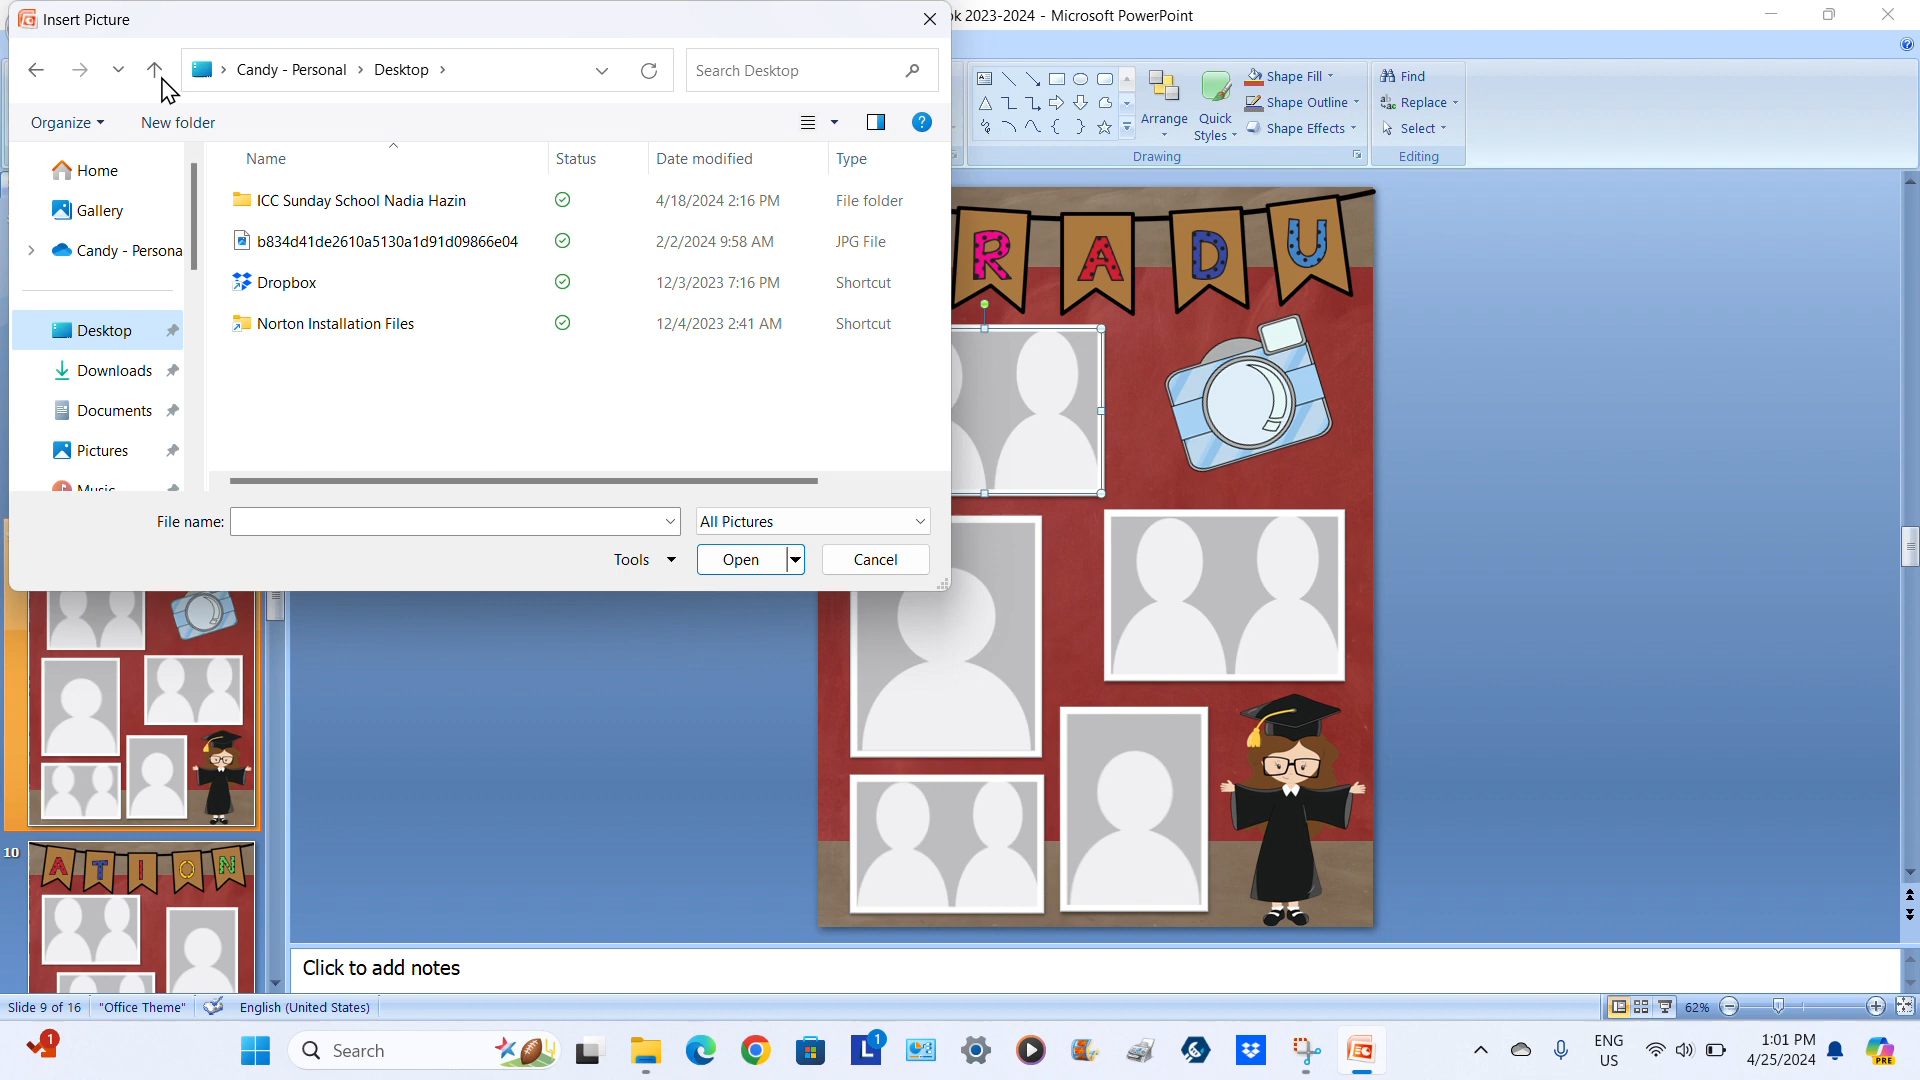 Insert Picture
ok 2023-2024 - Microsoft PowerPoint
Candy - Personal
Desktop
Search Desktop
Organize
New folder
Name
Status
Date modified
Type
Home
Gallery
Candy - Persona
Desktop
Downloads
Documents
Pictures
Music
ICC Sunday School Nadia Hazin
4/18/2024 2:16 PM
File folder
b834d41de2610a5130a1d91d09866e04
2/2/2024 9:58 AM
JPG File
Dropbox
12/3/2023 7:16 PM
Shortcut
Norton Installation Files
12/4/2023 2:41 AM
Shortcut
File name:
All Pictures
Tools
Open
Cancel
Arrange
Quick
Styles
Shape Fill
Shape Outline
Shape Effects
Drawing
Find
Replace
Select
Editing
R A D U
10
A T I O N
Click to add notes
Slide 9 of 16
"Office Theme"
English (United States)
62%
1
Search
1
ENG
US
1:01 PM
4/25/2024
PRE